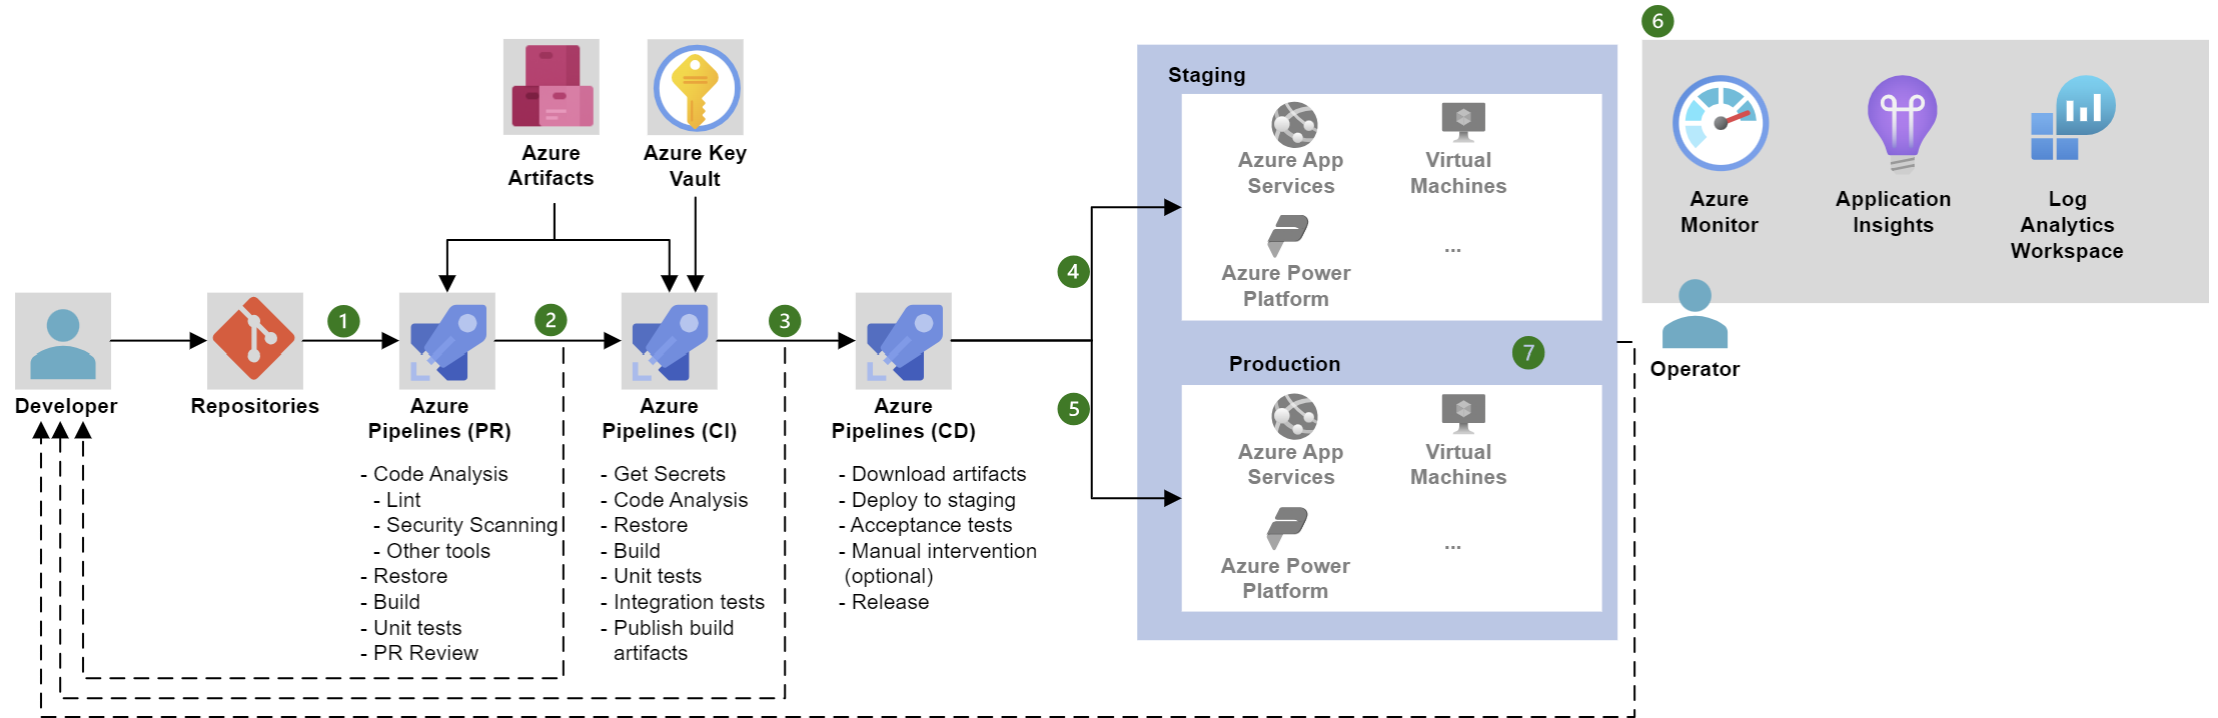 6
Azure
Artifacts
Azure Key
Vault
Staging
Azure App
Services
Virtual
Machines
Azure Power
Platform
...
Azure
Monitor
Application
Insights
Log
Analytics
Workspace
Operator
1
2
3
4
5
7
Developer
Repositories
Azure
Pipelines (PR)
- Code Analysis
- Lint
- Security Scanning
- Other tools
- Restore
- Build
- Unit tests
- PR Review
Azure
Pipelines (CI)
- Get Secrets
- Code Analysis
- Restore
- Build
- Unit tests
- Integration tests
- Publish build
artifacts
Azure
Pipelines (CD)
- Download artifacts
- Deploy to staging
- Acceptance tests
- Manual intervention
(optional)
- Release
Production
Azure App
Services
Virtual
Machines
Azure Power
Platform
...